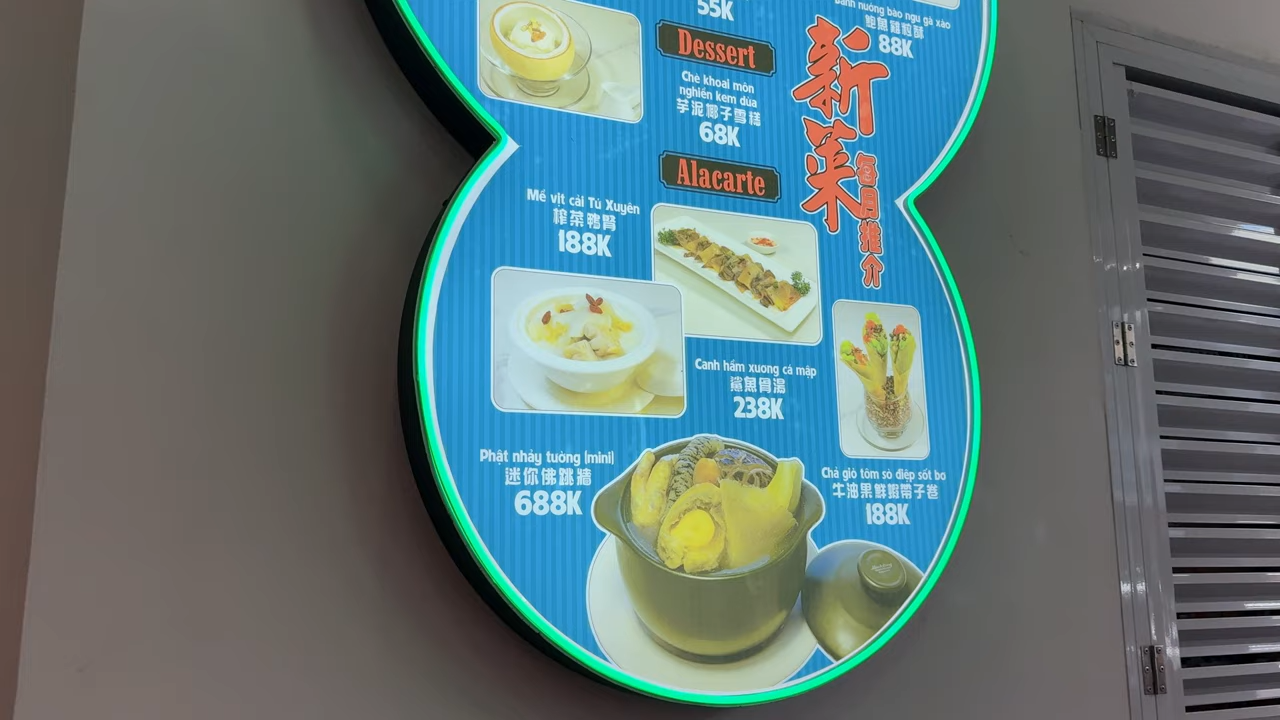 55K
Bánh nướng bào ngư gà xào
鮑魚雞粒酥
88K
Dessert
Chè khoai môn
nghiền kem dừa
芋泥椰子雪糕
68K
新菜
每月推介
Alacarte
Mề vịt cải Tú Xuyên
榨菜鴨腎
188K
Canh hầm xương cá mập
鯊魚骨湯
238K
Phật nhảy tường (mini)
迷你佛跳牆
688K
Chả giò tôm sò điệp sốt bơ
牛油果鮮蝦帶子卷
188K